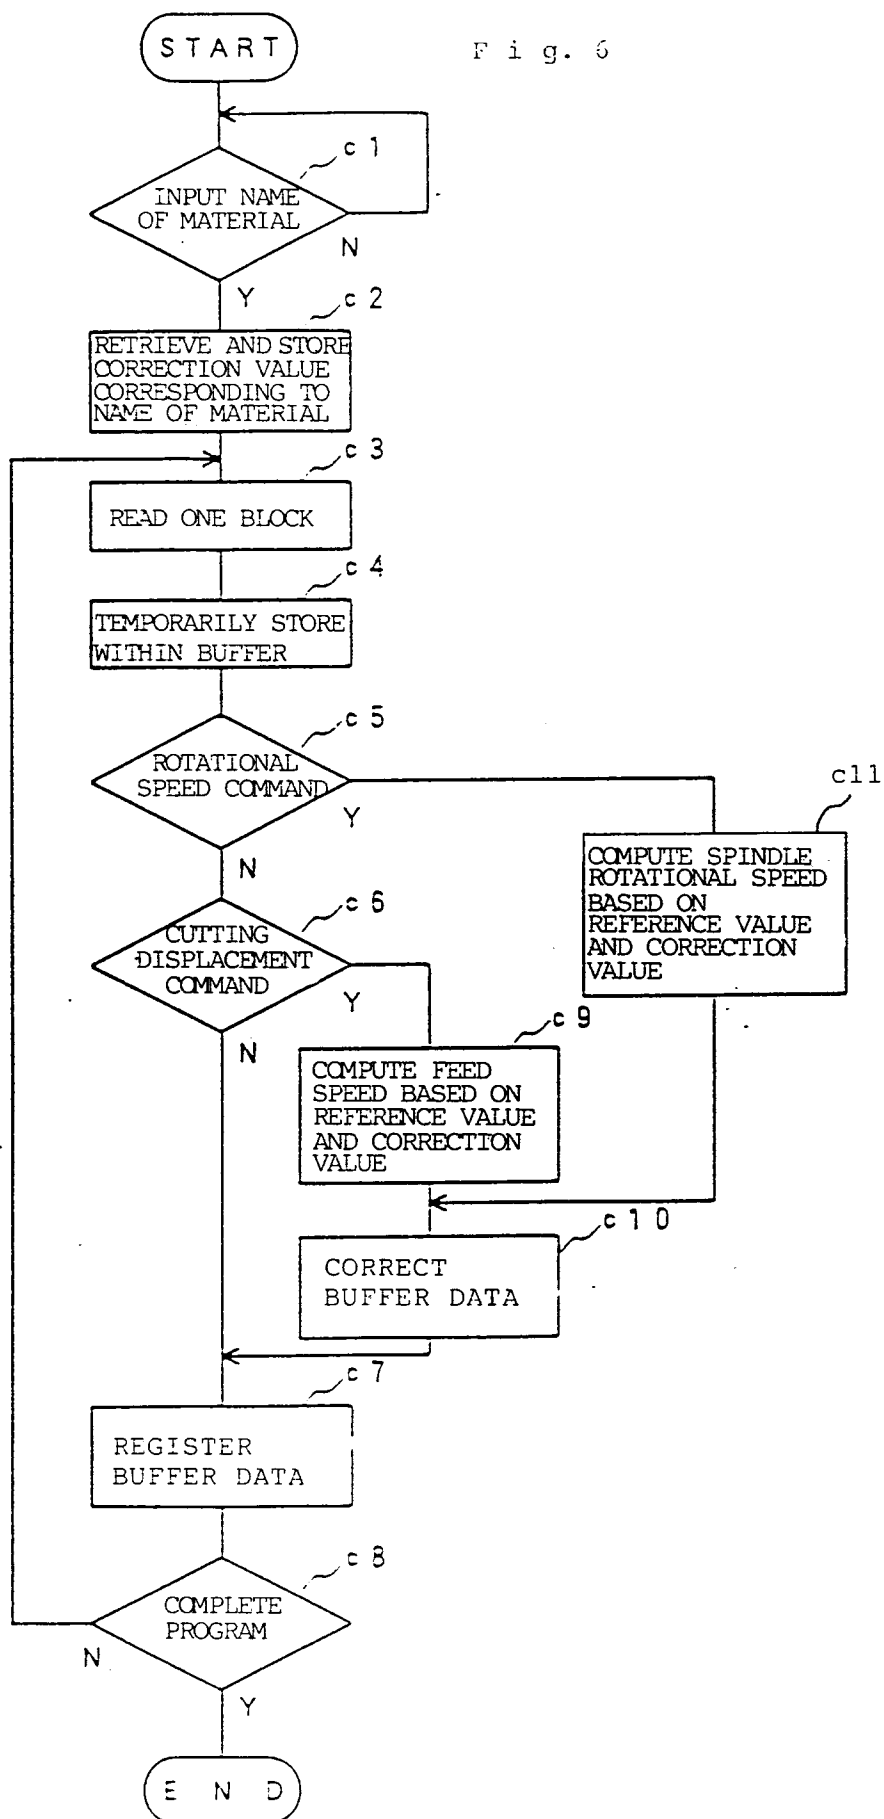 START
Fig. 6
c1
INPUT NAME
OF MATERIAL
N
Y
c2
RETRIEVE AND STORE
CORRECTION VALUE
CORRESPONDING TO
NAME OF MATERIAL
c3
READ ONE BLOCK
c4
TEMPORARILY STORE
WITHIN BUFFER
c5
ROTATIONAL
SPEED COMMAND
Y
N
c11
COMPUTE SPINDLE
ROTATIONAL SPEED
BASED ON
REFERENCE VALUE
AND CORRECTION
VALUE
c6
CUTTING
DISPLACEMENT
COMMAND
Y
N
c9
COMPUTE FEED
SPEED BASED ON
REFERENCE VALUE
AND CORRECTION
VALUE
c10
CORRECT
BUFFER DATA
c7
REGISTER
BUFFER DATA
c8
COMPLETE
PROGRAM
N
Y
END